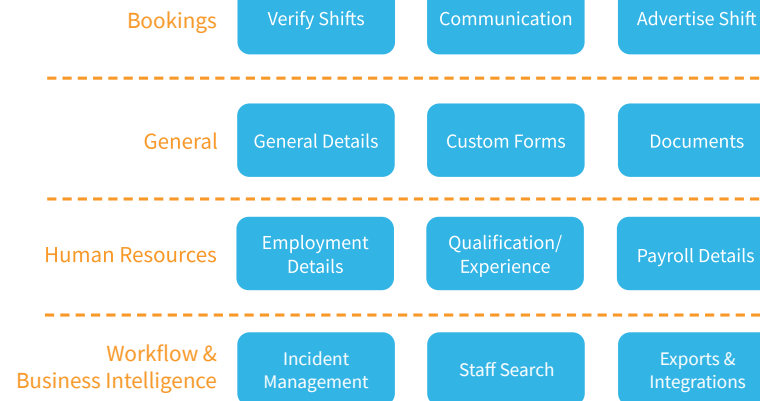 Bookings
Verify Shifts
Communication
Advertise Shift
General
General Details
Custom Forms
Documents
Human Resources
Employment
Details
Qualification/
Experience
Payroll Details
Workflow &
Business Intelligence
Incident
Management
Staff Search
Exports &
Integrations